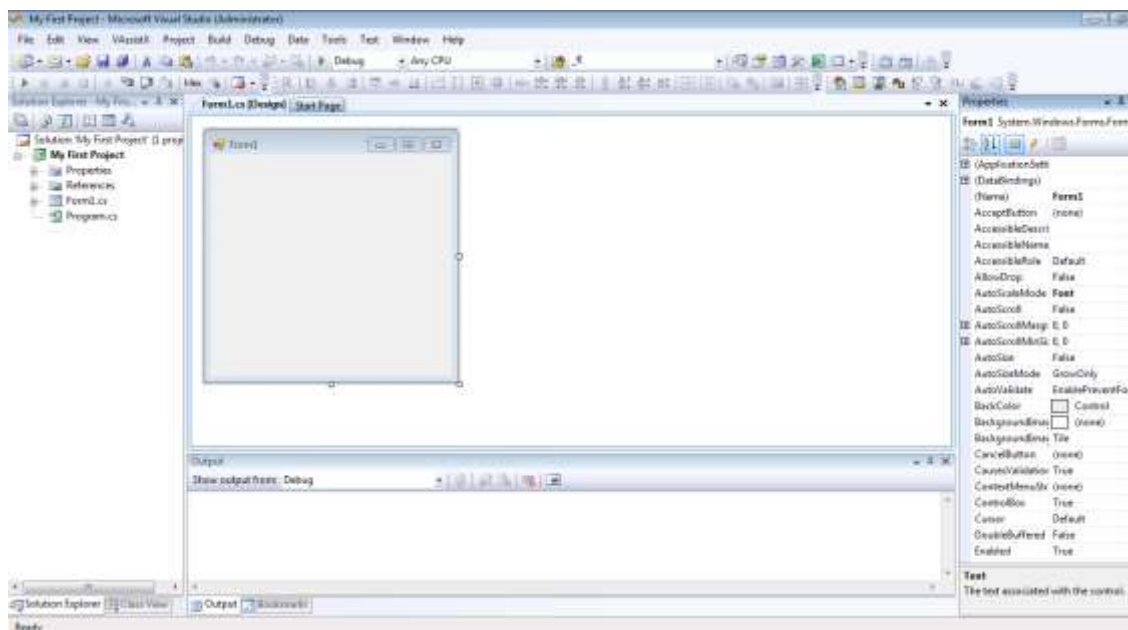 My First Project - Microsoft Visual Studio (Administrator)
File Edit View VAssistX Project Build Debug Data Tools Test Window Help
Debug Any CPU
Solution Explorer - My Firs...
Solution 'My First Project' (1 proje
My First Project
Properties
References
Form1.cs
Program.cs
Solution Explorer Class View
Form1.cs [Design] Start Page
Form1
Output
Show output from: Debug
Output Bookmarks
Properties
Form1 System.Windows.Forms.Form
(ApplicationSetti
(DataBindings)
(Name) Form1
AcceptButton (none)
AccessibleDescri
AccessibleName
AccessibleRole Default
AllowDrop False
AutoScaleMode Font
AutoScroll False
AutoScrollMargi 0, 0
AutoScrollMinSi 0, 0
AutoSize False
AutoSizeMode GrowOnly
AutoValidate EnablePreventFo
BackColor Control
BackgroundImag (none)
BackgroundImag Tile
CancelButton (none)
CausesValidation True
ContextMenuStr (none)
ControlBox True
Cursor Default
DoubleBuffered False
Enabled True
Text
The text associated with the control.
Ready